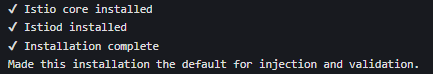 ✔ Istio core installed
✔ Istiod installed
✔ Installation complete
Made this installation the default for injection and validation.